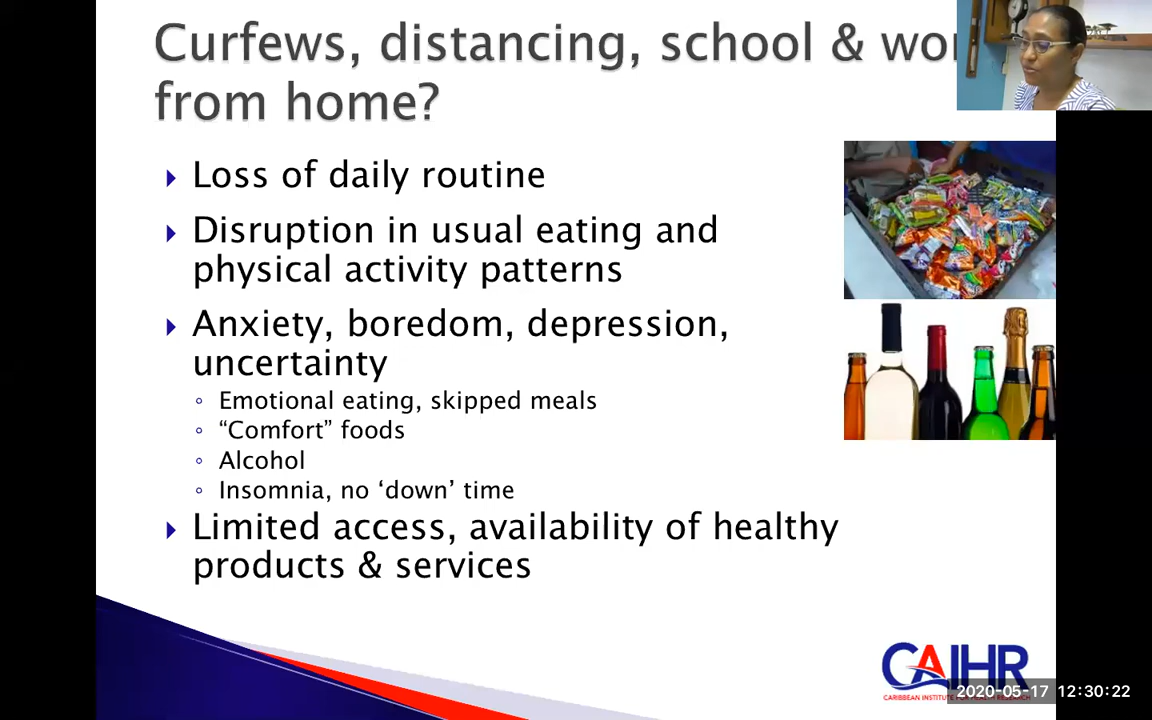 Curfews, distancing, school & wor
from home?
Loss of daily routine
Disruption in usual eating and
physical activity patterns
Anxiety, boredom, depression,
uncertainty
Emotional eating, skipped meals
“Comfort” foods
Alcohol
Insomnia, no ‘down’ time
Limited access, availability of healthy
products & services
CAIHR
CARIBBEAN INSTITUTE
2020-05-17 12:30:22